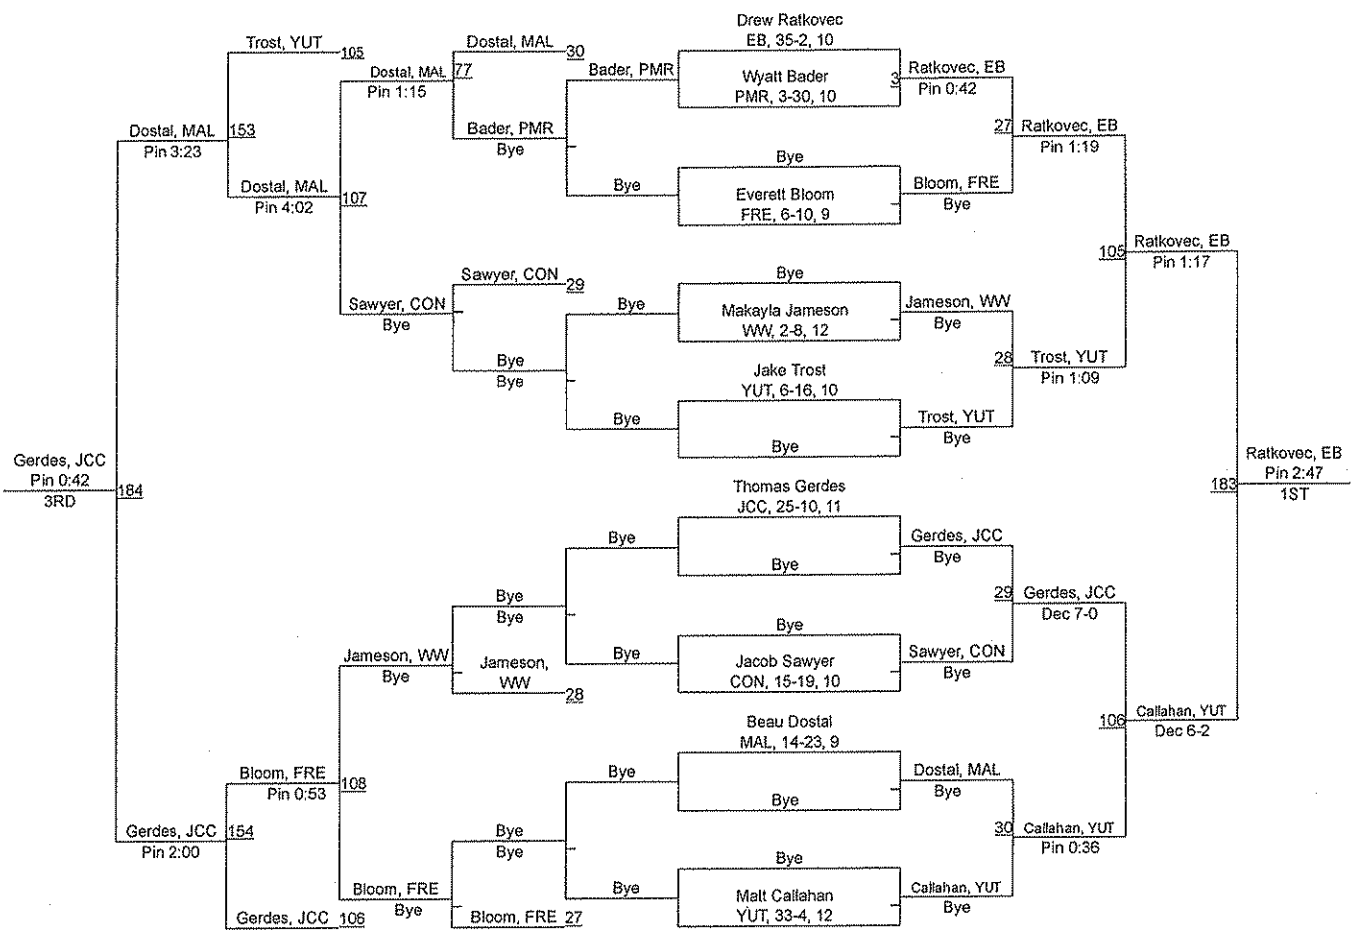 Drew Ratkovec
EB, 35-2, 10
Trost, YUT
105
Dostal, MAL
30
Dostal, MAL
77
Pin 1:15
Bader, PMR
Wyatt Bader
PMR, 3-30, 10
3
Ratkovec, EB
Pin 0:42
Dostal, MAL
153
Pin 3:23
Bader, PMR
Bye
27
Ratkovec, EB
Pin 1:19
Bye
Dostal, MAL
Pin 4:02
107
Bye
Everett Bloom
FRE, 6-10, 9
Bloom, FRE
Bye
Ratkovec, EB
105
Pin 1:17
Sawyer, CON
29
Bye
Sawyer, CON
Bye
Bye
Makayla Jameson
WW, 2-8, 12
Jameson, WW
Bye
Bye
Bye
28
Trost, YUT
Pin 1:09
Jake Trost
YUT, 6-16, 10
Bye
Trost, YUT
Bye
Bye
Gerdes, JCC
Pin 0:42
3RD
184
Ratkovec, EB
Pin 2:47
1ST
183
Thomas Gerdes
JCC, 25-10, 11
Bye
Gerdes, JCC
Bye
Bye
Bye
Bye
29
Gerdes, JCC
Dec 7-0
Bye
Jameson, WW
Bye
Jameson,
WW
28
Bye
Jacob Sawyer
CON, 15-19, 10
Sawyer, CON
Bye
106
Callahan, YUT
Dec 6-2
Beau Dostal
MAL, 14-23, 9
Bloom, FRE
Pin 0:53
108
Bye
Dostal, MAL
Bye
Bye
Gerdes, JCC
154
Pin 2:00
Bye
Bye
30
Callahan, YUT
Pin 0:36
Bye
Bloom, FRE
Bye
Bye
Matt Callahan
YUT, 33-4, 12
Callahan, YUT
Bye
Gerdes, JCC
106
Bloom, FRE
27